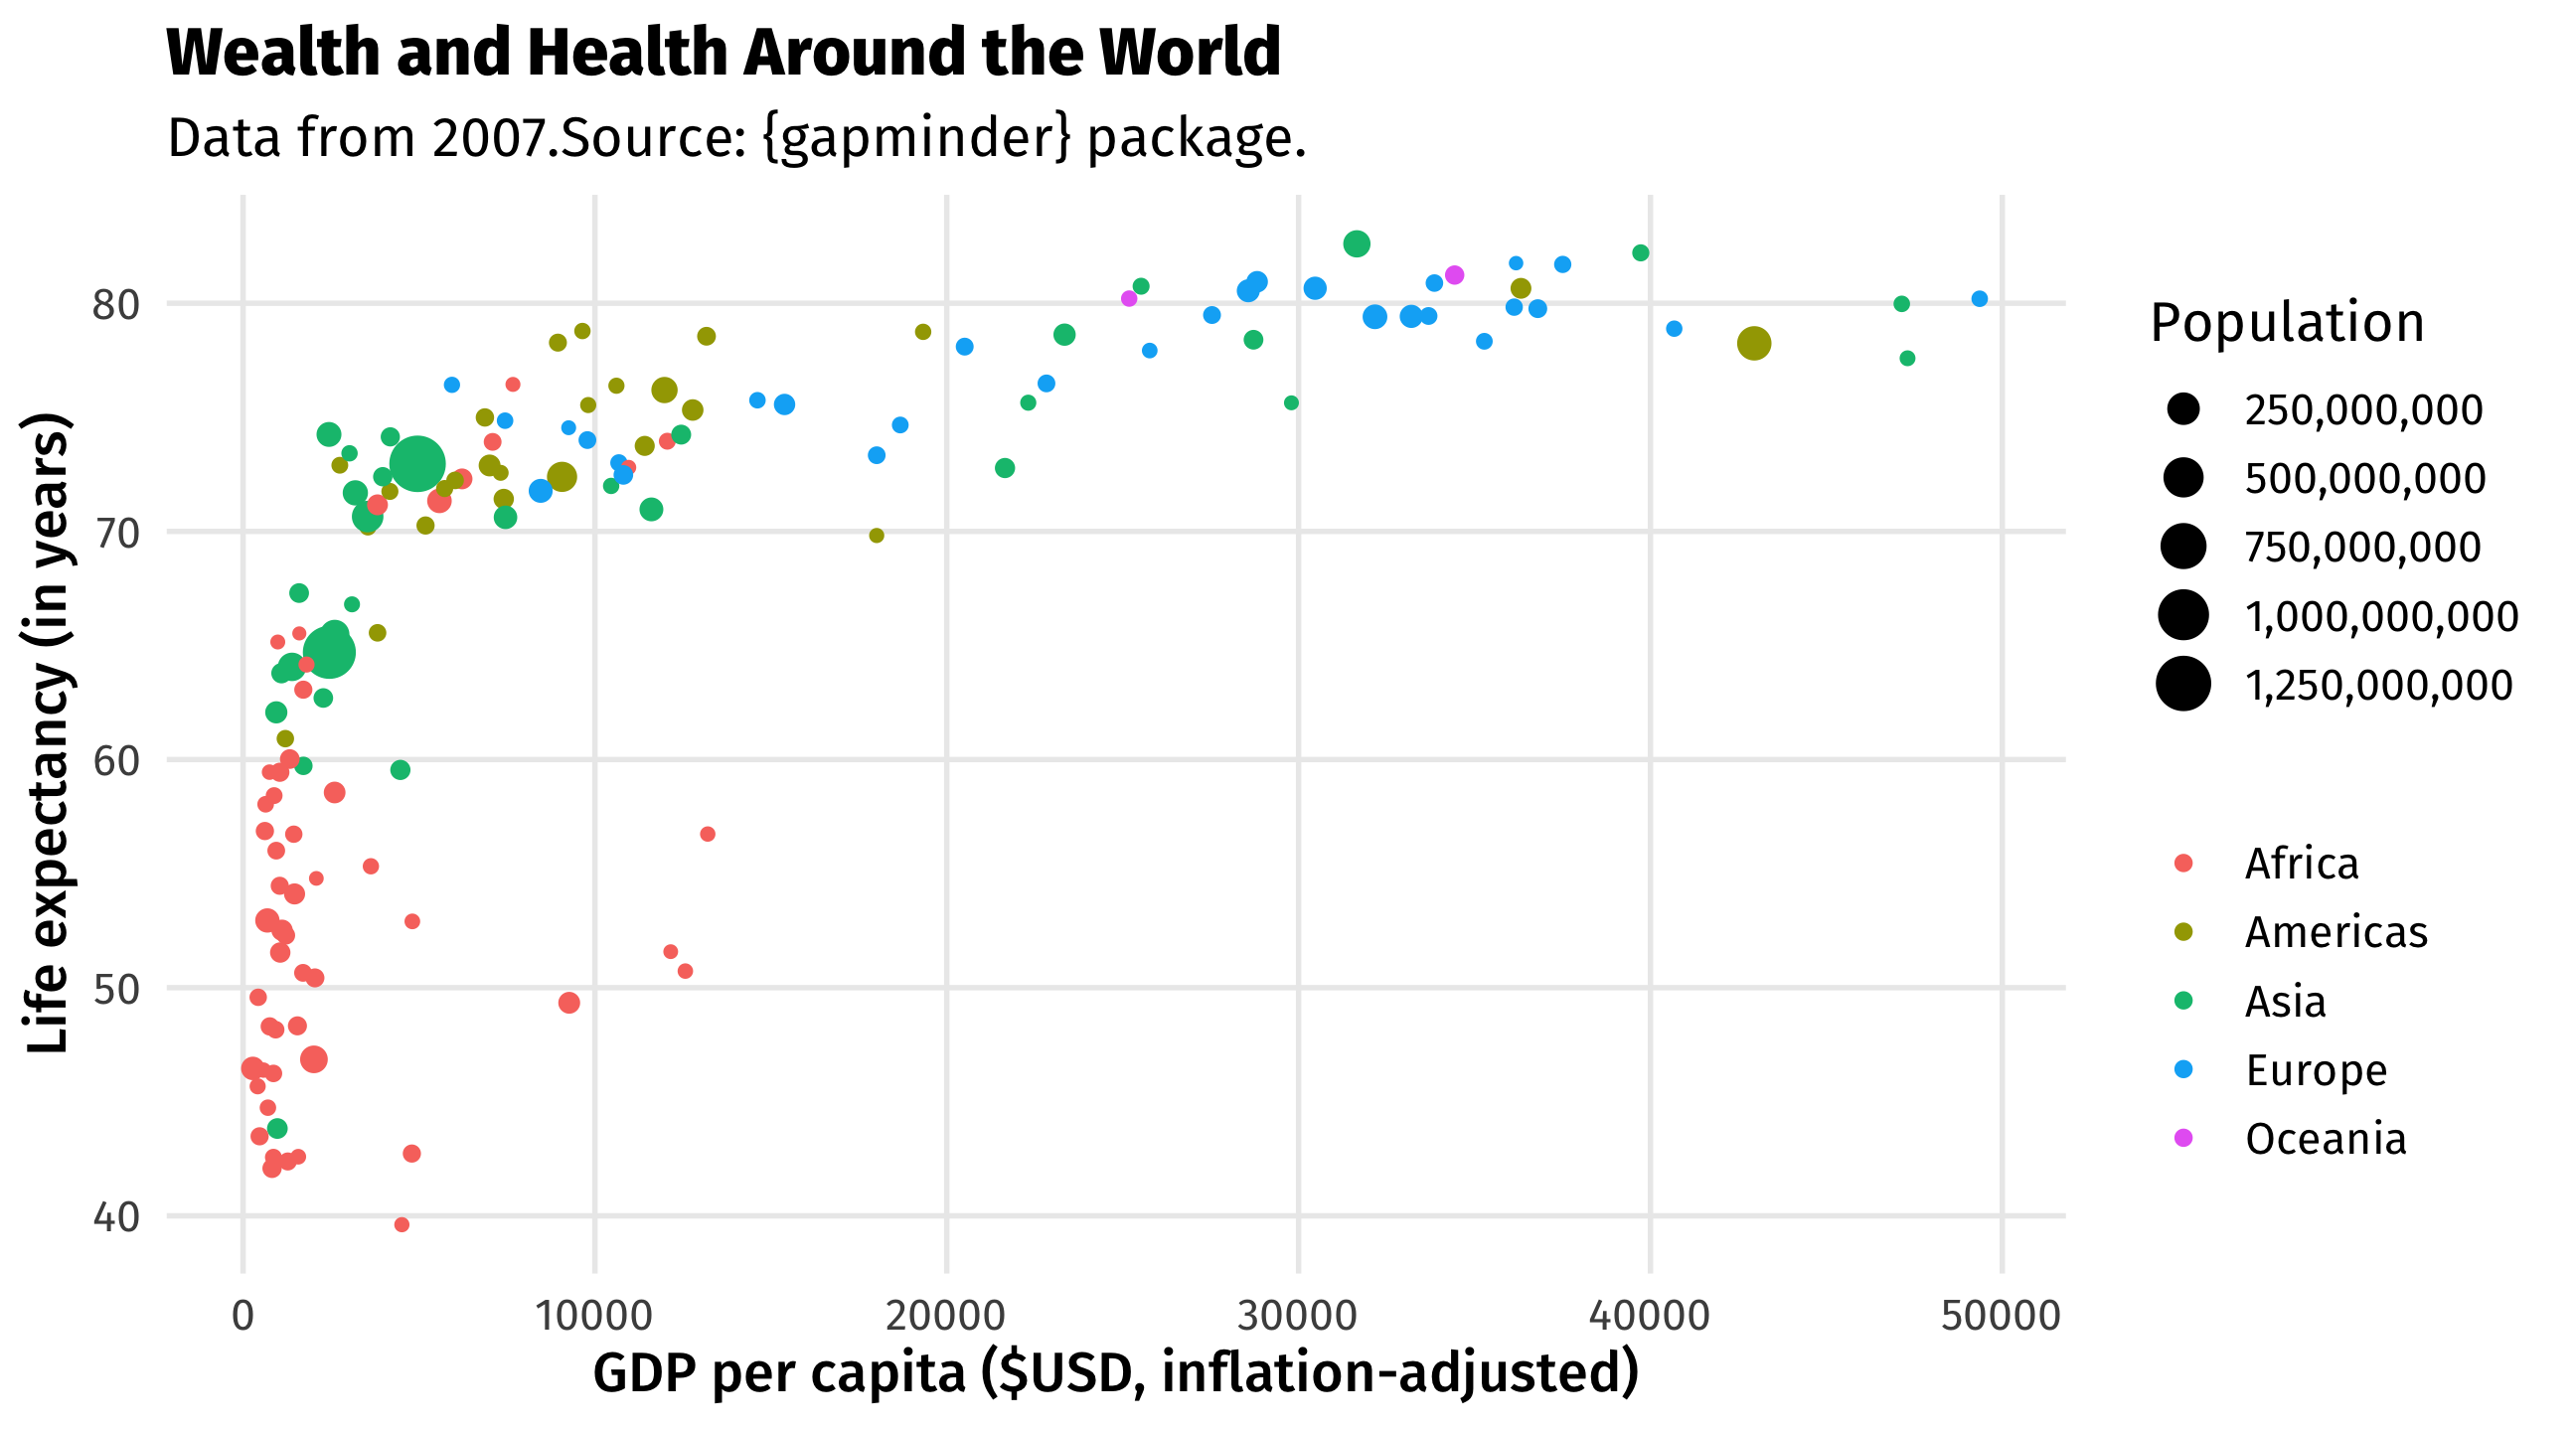 Wealth and Health Around the World
Data from 2007.Source: {gapminder} package.
Life expectancy (in years)
80
70
60
50
40
0
10000
20000
30000
40000
50000
GDP per capita ($USD, inflation-adjusted)
Population
250,000,000
500,000,000
750,000,000
1,000,000,000
1,250,000,000
Africa
Americas
Asia
Europe
Oceania